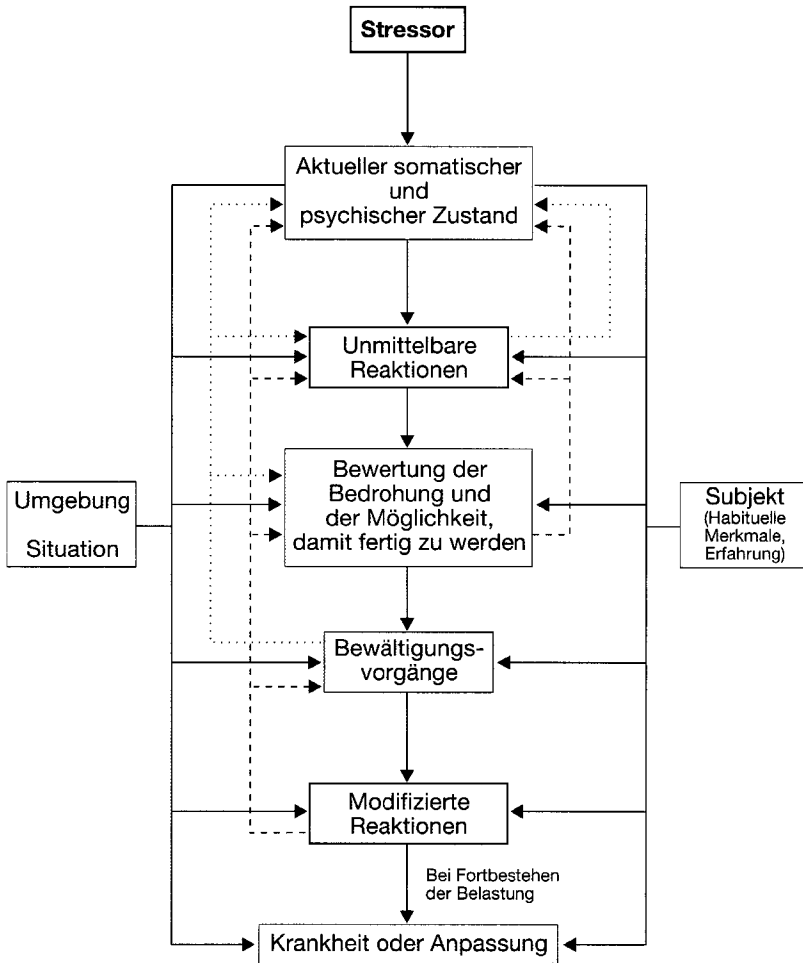 Stressor
Aktueller somatischer
und
psychischer Zustand
Unmittelbare
Reaktionen
Bewertung der
Bedrohung und
der Möglichkeit,
damit fertig zu werden
Umgebung
Situation
Subjekt
(Habituelle
Merkmale,
Erfahrung)
Bewältigungs-
vorgänge
Modifizierte
Reaktionen
Bei Fortbestehen
der Belastung
Krankheit oder Anpassung